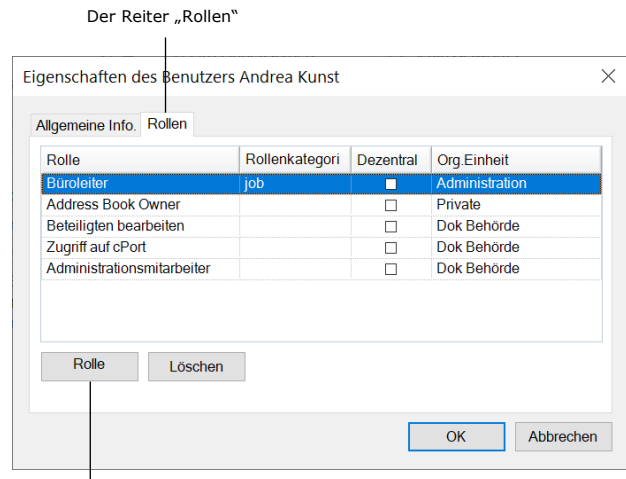 Der Reiter „Rollen“
Eigenschaften des Benutzers Andrea Kunst
Allgemeine Info. Rollen
Rolle Rollenkategori Dezentral Org.Einheit
Büroleiter job Administration
Address Book Owner Private
Beteiligten bearbeiten Dok Behörde
Zugriff auf cPort Dok Behörde
Administrationsmitarbeiter Dok Behörde
Rolle Löschen
OK Abbrechen